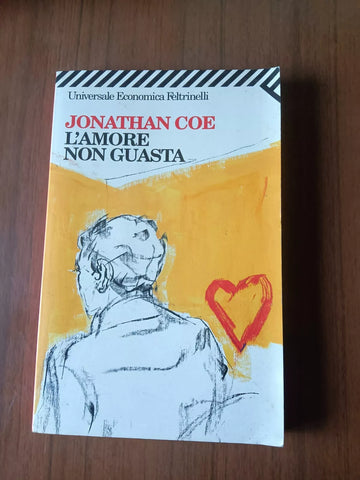 Universale Economica Feltrinelli
JONATHAN COE
L'AMORE
NON GUASTA